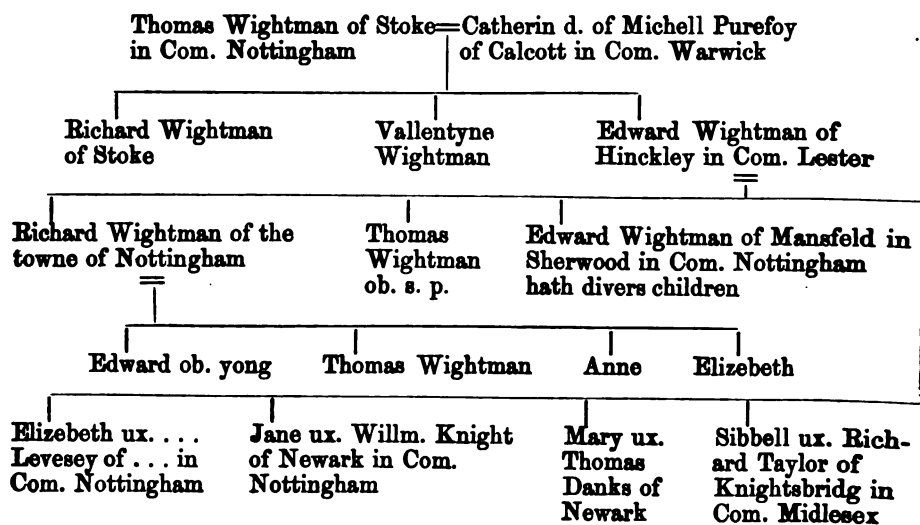 Thomas Wightman of Stoke=Catherin d. of Michell Purefoy
in Com. Nottingham of Calcott in Com. Warwick
Richard Wightman
of Stoke
Vallentyne
Wightman
Edward Wightman of
Hinckley in Com. Lester
Richard Wightman of the
towne of Nottingham
Thomas
Wightman
ob. s. p.
Edward Wightman of Mansfeld in
Sherwood in Com. Nottingham
hath divers children
Edward ob. yong
Thomas Wightman
Anne
Elizebeth
Elizebeth ux. . . . .
Levesey of . . . in
Com. Nottingham
Jane ux. Willm. Knight
of Newark in Com.
Nottingham
Mary ux.
Thomas
Danks of
Newark
Sibbell ux. Rich-
ard Taylor of
Knightsbridg in
Com. Midlesex